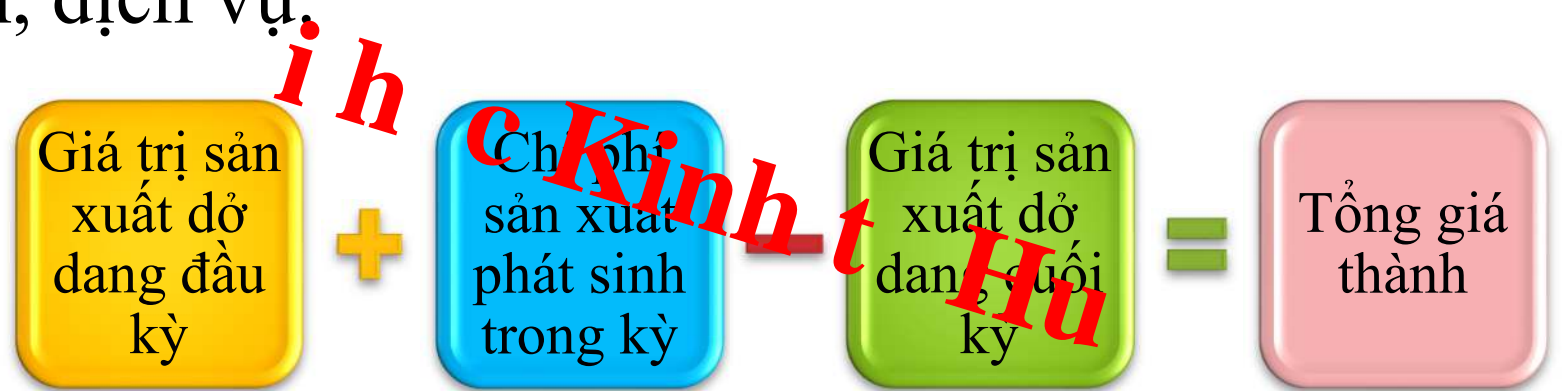 , dịch vụ.
Giá trị sản
xuất dở
dang đầu
kỳ
+
Chi phí
sản xuất
phát sinh
trong kỳ
−
Giá trị sản
xuất dở
dang cuối
kỳ
=
Tổng giá
thành
i h c Kinh t Hu